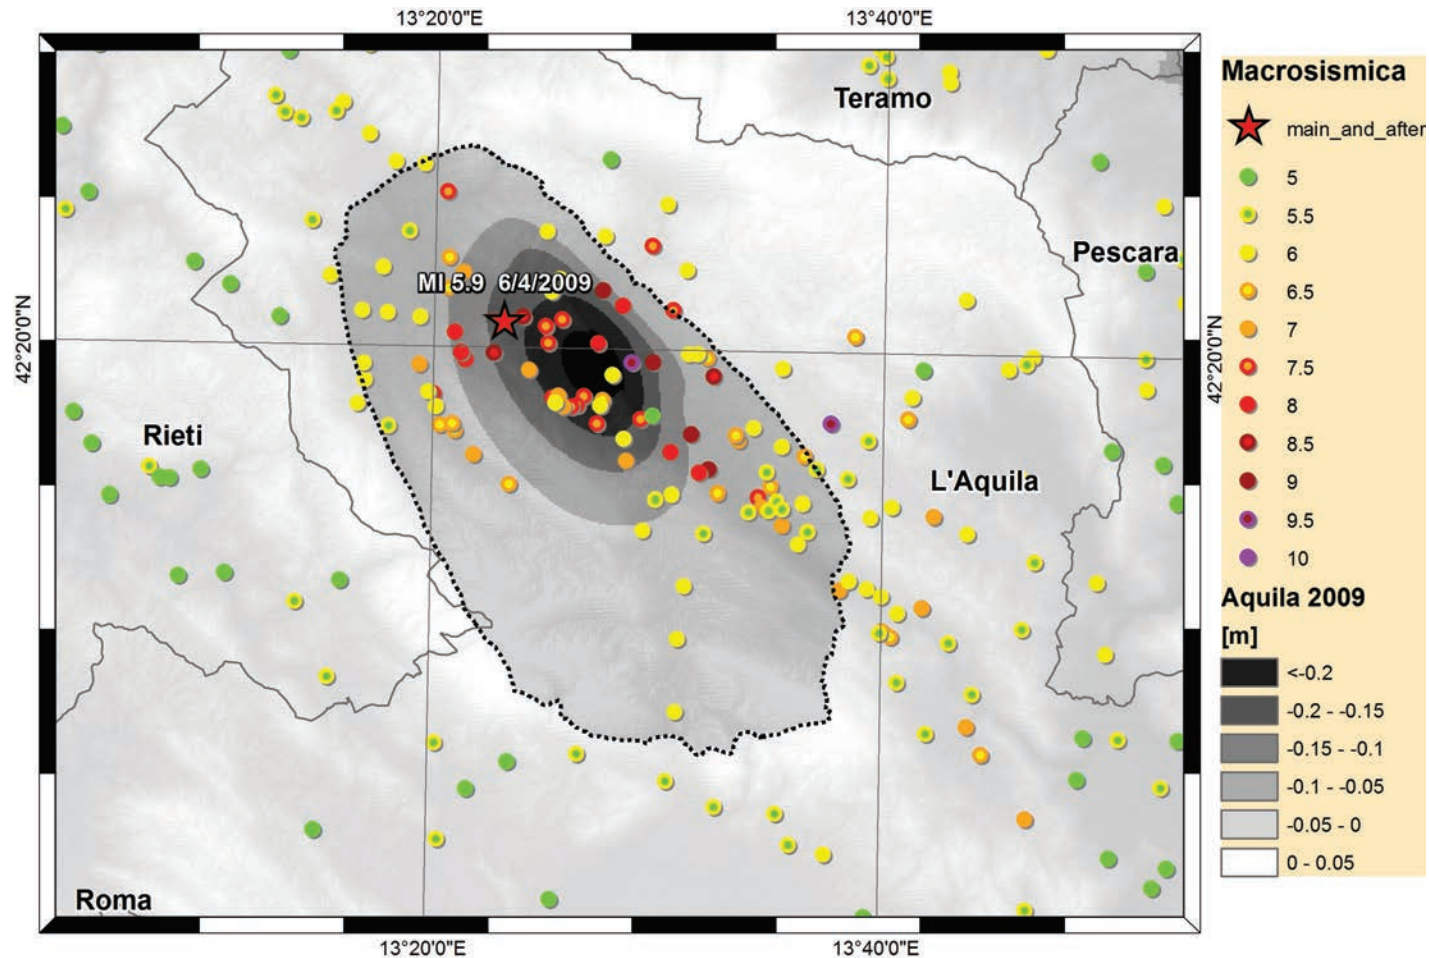 13°20'0"E
13°40'0"E
Teramo
Pescara
MI 5.9 6/4/2009
42°20'0"N
42°20'0"N
Rieti
L'Aquila
Roma
13°20'0"E
13°40'0"E
Macrosismica
main_and_after
5
5.5
6
6.5
7
7.5
8
8.5
9
9.5
10
Aquila 2009
[m]
<-0.2
-0.2 - -0.15
-0.15 - -0.1
-0.1 - -0.05
-0.05 - 0
0 - 0.05